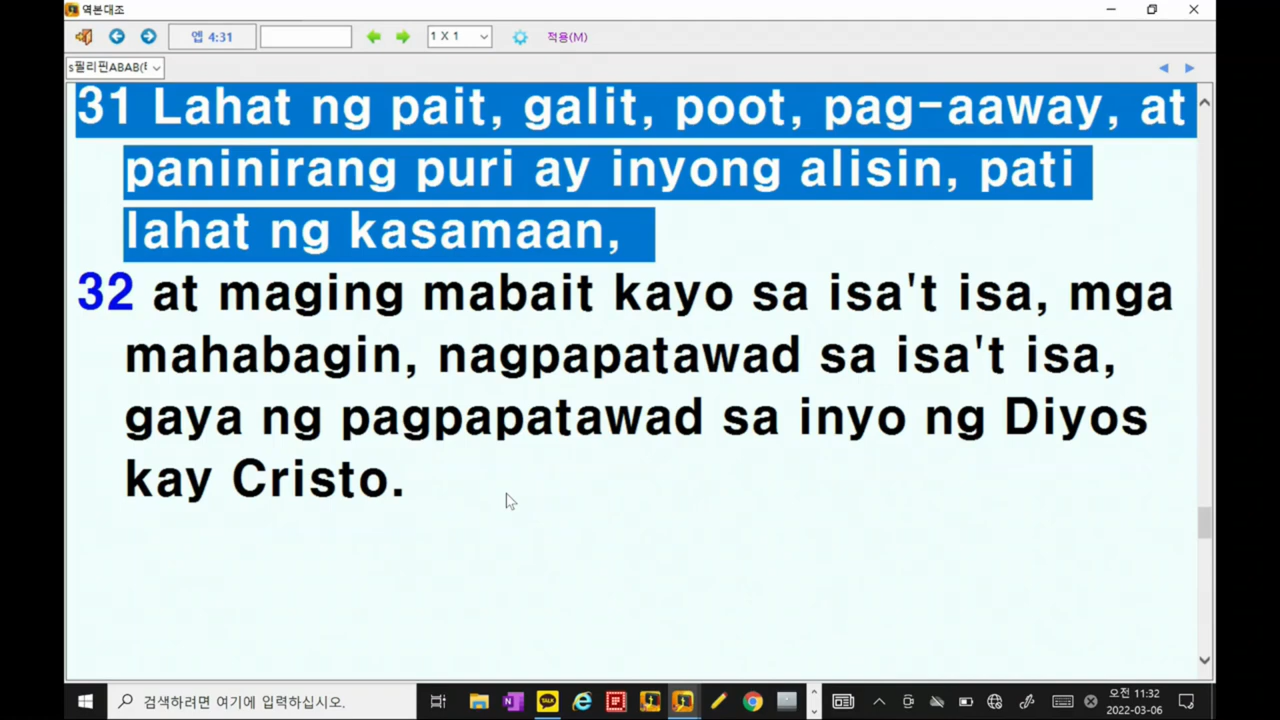 역본대조
엡 4:31
1 X 1
적용(M)
s필리핀ABAB(
31 Lahat ng pait, galit, poot, pag-aaway, at
paninirang puri ay inyong alisin, pati
lahat ng kasamaan,
32 at maging mabait kayo sa isa't isa, mga
mahabagin, nagpapatawad sa isa't isa,
gaya ng pagpapatawad sa inyo ng Diyos
kay Cristo.
검색하려면 여기에 입력하십시오.
TALK
오전 11:32
2022-03-06